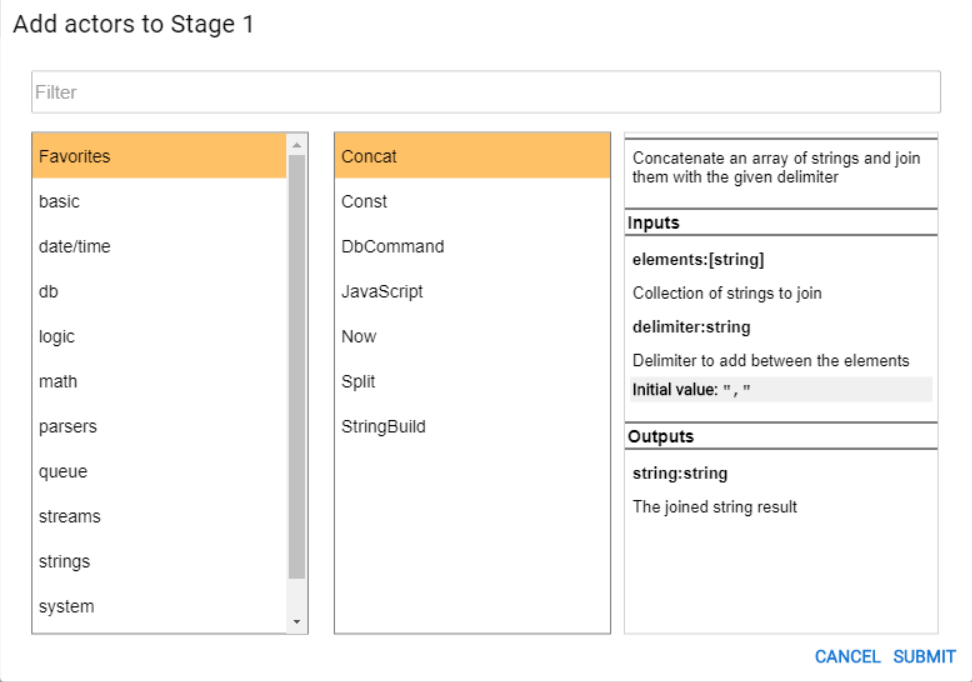 Add actors to Stage 1
Filter
Favorites
basic
date/time
db
logic
math
parsers
queue
streams
strings
system
Concat
Const
DbCommand
JavaScript
Now
Split
StringBuild
Concatenate an array of strings and join
them with the given delimiter
Inputs
elements:[string]
Collection of strings to join
delimiter:string
Delimiter to add between the elements
Initial value: ","
Outputs
string:string
The joined string result
CANCEL SUBMIT